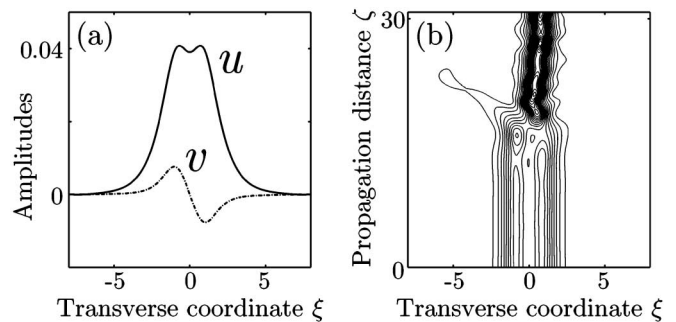 (a)
u
v
0.04
0
Amplitudes
-5
0
5
Transverse coordinate ξ
(b)
30
0
Propagation distance ζ
-5
0
5
Transverse coordinate ξ